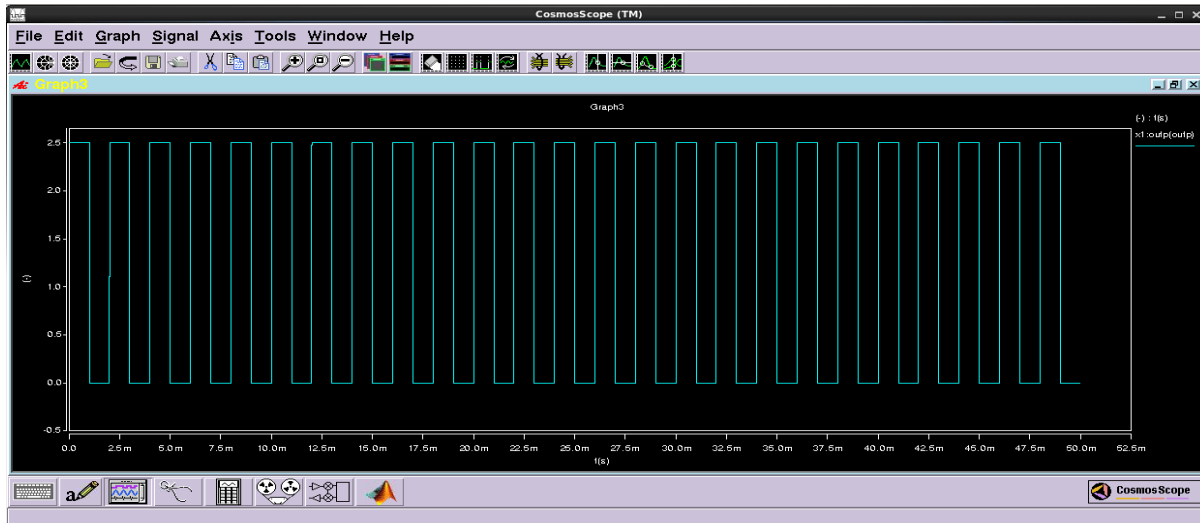 CosmosScope (TM)
File Edit Graph Signal Axis Tools Window Help
Graph3
Graph3
(-) : t(s)
x1:outp(outp)
2.5
2.0
1.5
1.0
0.5
0.0
-0.5
(-)
0.0 2.5m 5.0m 7.5m 10.0m 12.5m 15.0m 17.5m 20.0m 22.5m 25.0m 27.5m 30.0m 32.5m 35.0m 37.5m 40.0m 42.5m 45.0m 47.5m 50.0m 52.5m
t(s)
CosmosScope